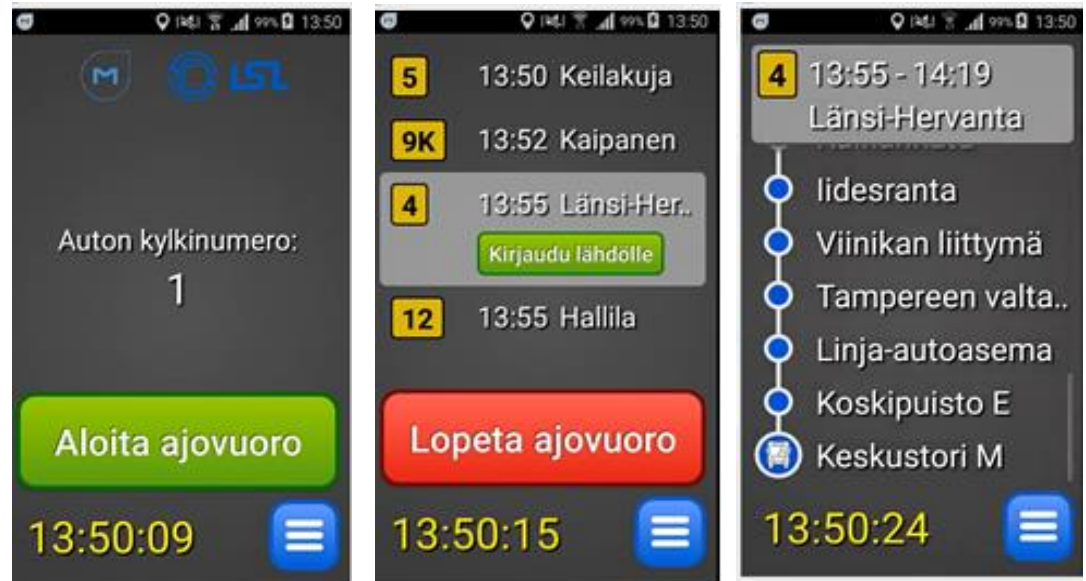 99% 13:50
M LSL
Auton kylkinumero:
1
Aloita ajovuoro
13:50:09
99% 13:50
5 13:50 Keilakuja
9K 13:52 Kaipanen
4 13:55 Länsi-Her..
Kirjaudu lähdölle
12 13:55 Hallila
Lopeta ajovuoro
13:50:15
99% 13:50
4 13:55 - 14:19
Länsi-Hervanta
Iidesranta
Viinikan liittymä
Tampereen valta..
Linja-autoasema
Koskipuisto E
Keskustori M
13:50:24